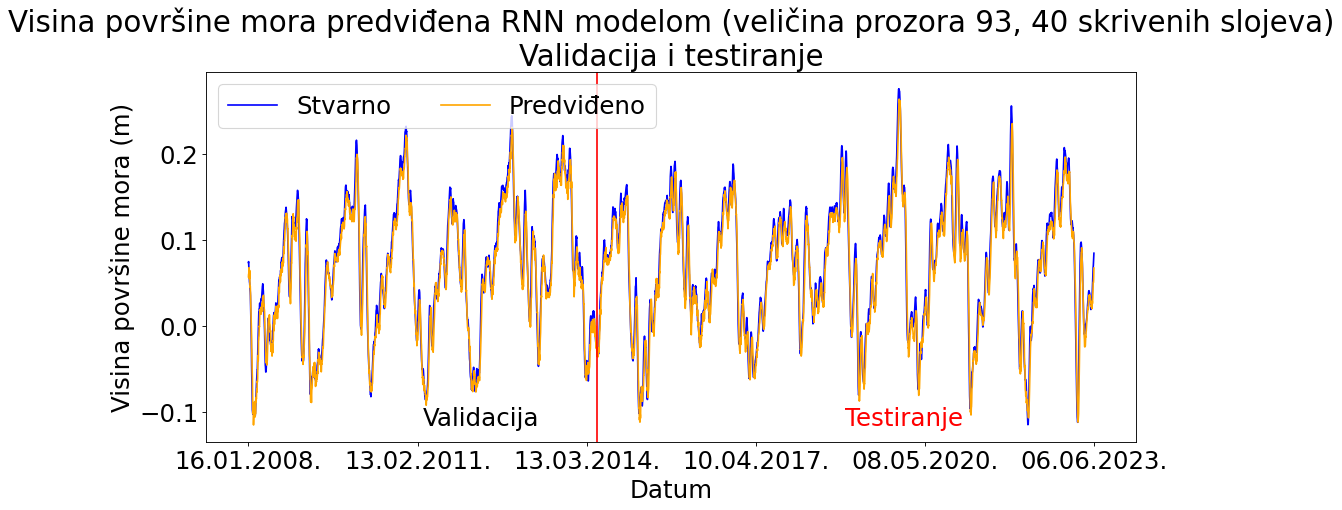 Visina površine mora predviđena RNN modelom (veličina prozora 93, 40 skrivenih slojeva)
Validacija i testiranje
Stvarno Predviđeno
Visina površine mora (m)
0.2
0.1
0.0
−0.1
Validacija Testiranje
16.01.2008. 13.02.2011. 13.03.2014. 10.04.2017. 08.05.2020. 06.06.2023.
Datum